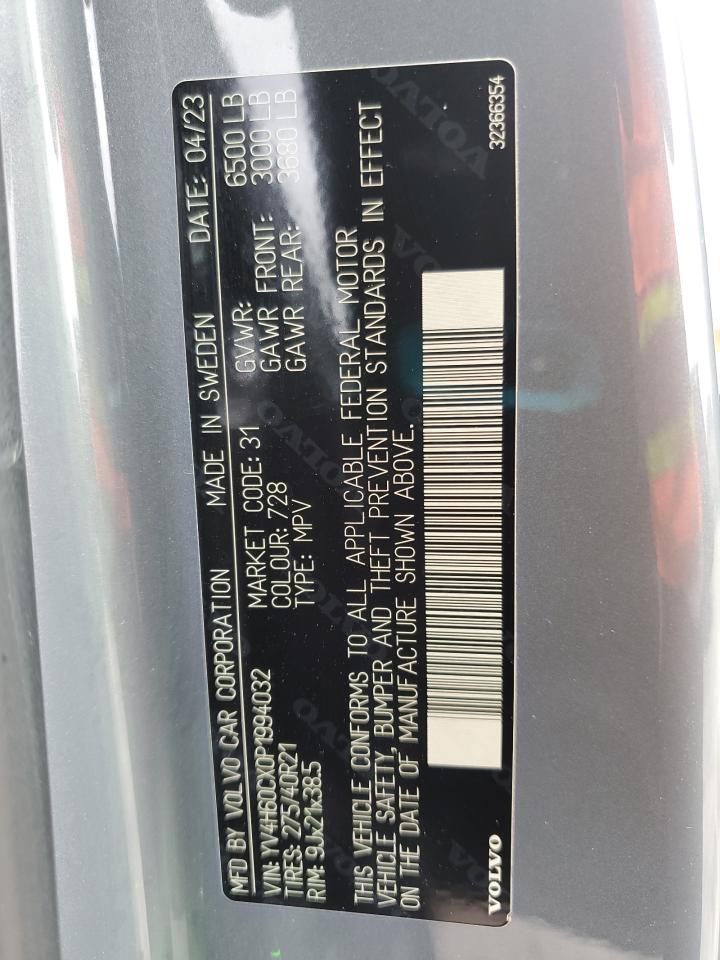 MFD BY VOLVO CAR CORPORATION MADE IN SWEDEN DATE: 04/23
VIN: YV4H60CX0P1994032 MARKET CODE: 31 GVWR: 6500 LB
TIRES: 275/40R21 COLOUR: 728 GAWR FRONT: 3000 LB
RIM: 9Jx21x38.5 TYPE: MPV GAWR REAR: 3680 LB
THIS VEHICLE CONFORMS TO ALL APPLICABLE FEDERAL MOTOR
VEHICLE SAFETY, BUMPER AND THEFT PREVENTION STANDARDS IN EFFECT
ON THE DATE OF MANUFACTURE SHOWN ABOVE.
VOLVO 32366354